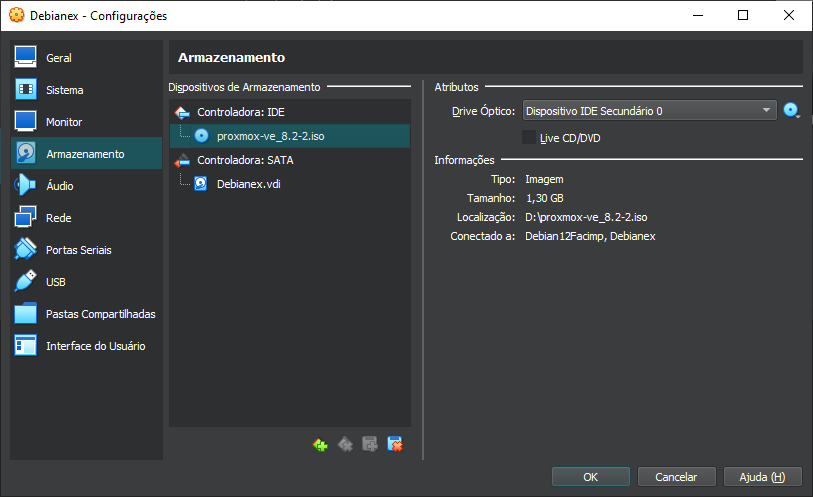 Debianex - Configurações
Geral
Sistema
Monitor
Armazenamento
Áudio
Rede
Portas Seriais
USB
Pastas Compartilhadas
Interface do Usuário
Armazenamento
Dispositivos de Armazenamento
Controladora: IDE
proxmox-ve_8.2-2.iso
Controladora: SATA
Debianex.vdi
Atributos
Drive Óptico: Dispositivo IDE Secundário 0
Live CD/DVD
Informações
Tipo: Imagem
Tamanho: 1,30 GB
Localização: D:\proxmox-ve_8.2-2.iso
Conectado a: Debian12Facimp, Debianex
OK Cancelar Ajuda (H)